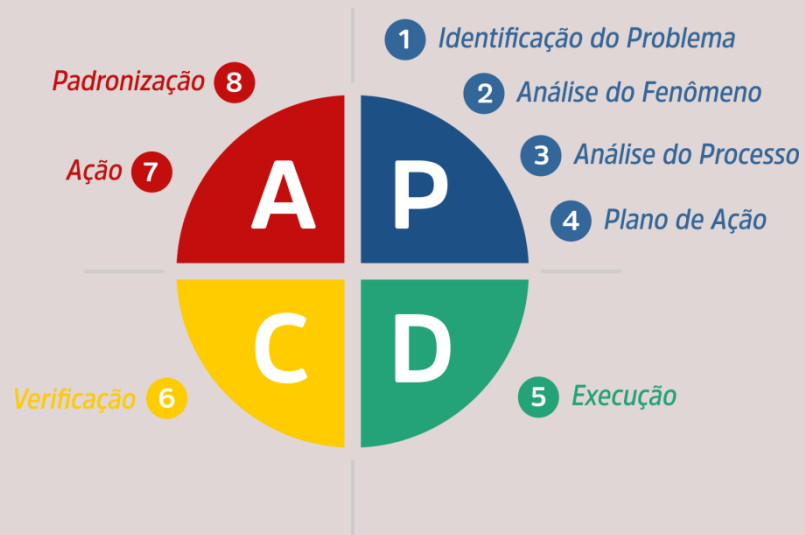 1 Identificação do Problema
2 Análise do Fenômeno
3 Análise do Processo
4 Plano de Ação
Padronização 8
Ação 7
A P
C D
Verificação 6
5 Execução